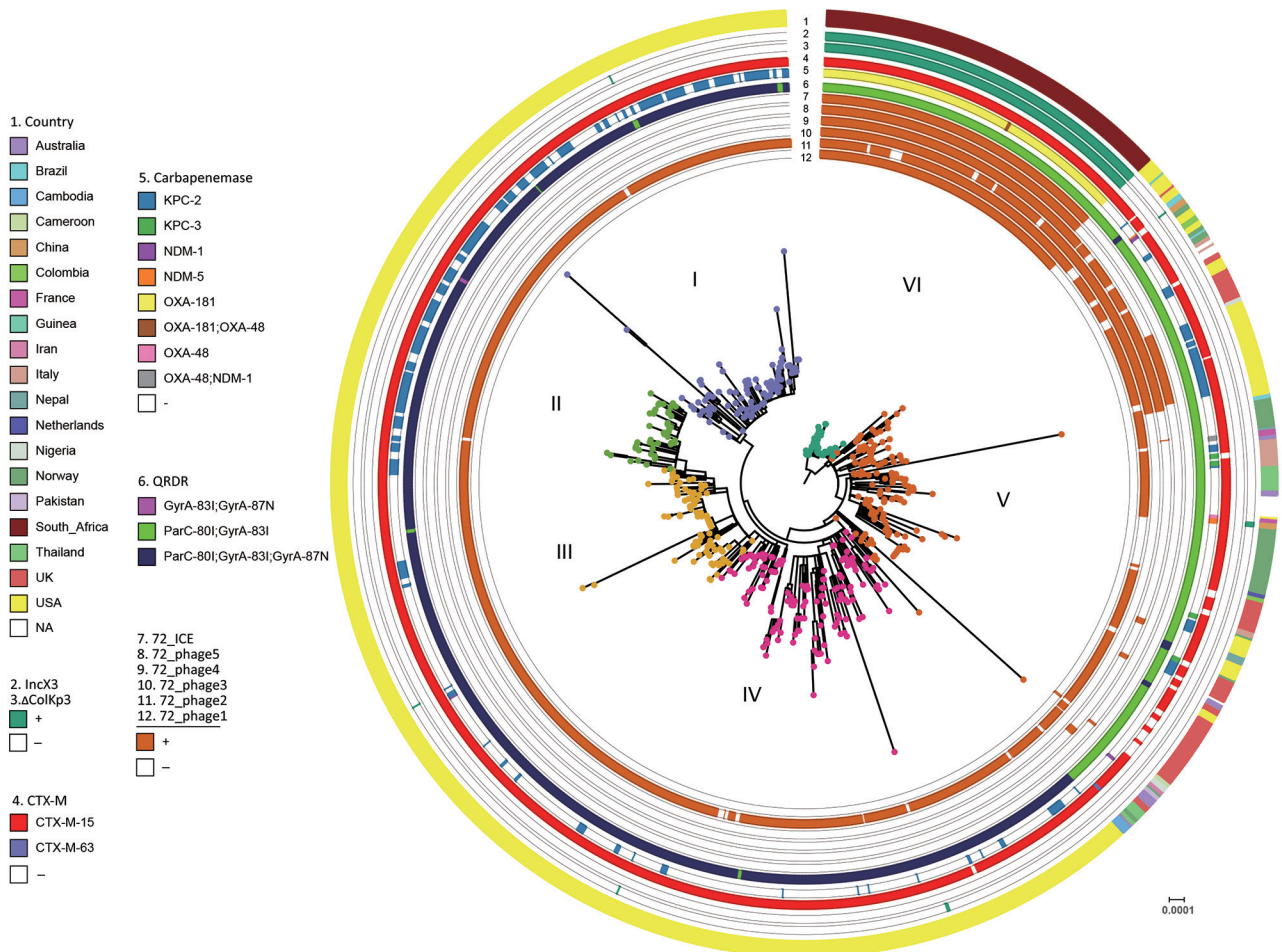 1
2
3
4
5
6
7
8
9
10
11
12
1. Country
Australia
Brazil
Cambodia
Cameroon
China
Colombia
France
Guinea
Iran
Italy
Nepal
Netherlands
Nigeria
Norway
Pakistan
South_Africa
Thailand
UK
USA
NA
2. IncX3
3.ΔColKp3
+
–
4. CTX-M
CTX-M-15
CTX-M-63
–
5. Carbapenemase
KPC-2
KPC-3
NDM-1
NDM-5
OXA-181
OXA-181;OXA-48
OXA-48
OXA-48;NDM-1
-
6. QRDR
GyrA-83I;GyrA-87N
ParC-80I;GyrA-83I
ParC-80I;GyrA-83I;GyrA-87N
7. 72_ICE
8. 72_phage5
9. 72_phage4
10. 72_phage3
11. 72_phage2
12. 72_phage1
+
–
I
VI
II
V
III
IV
0.0001